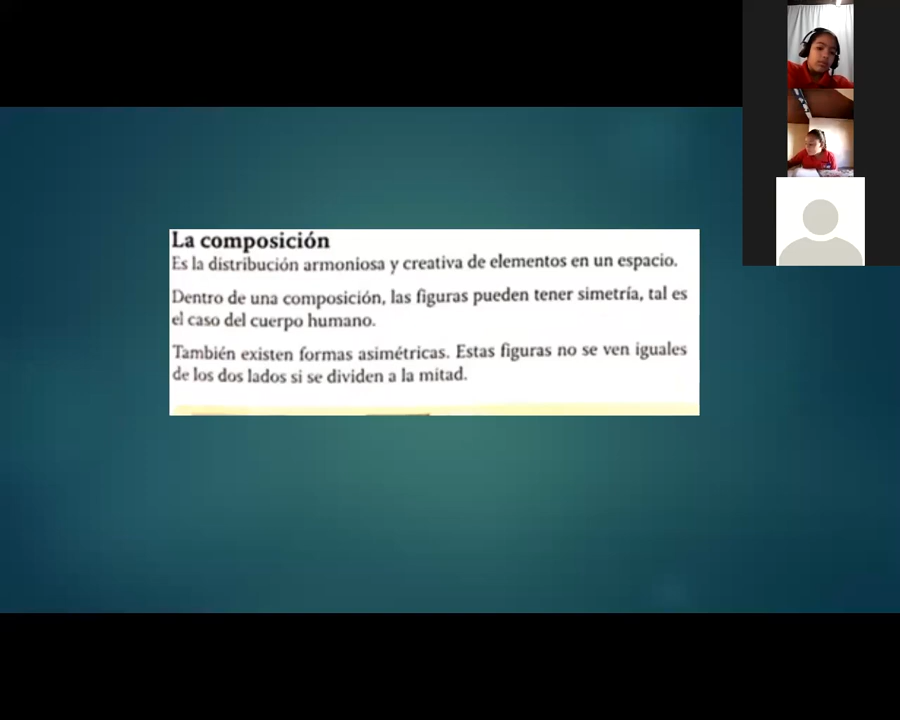 La composición
Es la distribución armoniosa y creativa de elementos en un espacio.
Dentro de una composición, las figuras pueden tener simetría, tal es
el caso del cuerpo humano.
También existen formas asimétricas. Estas figuras no se ven iguales
de los dos lados si se dividen a la mitad.